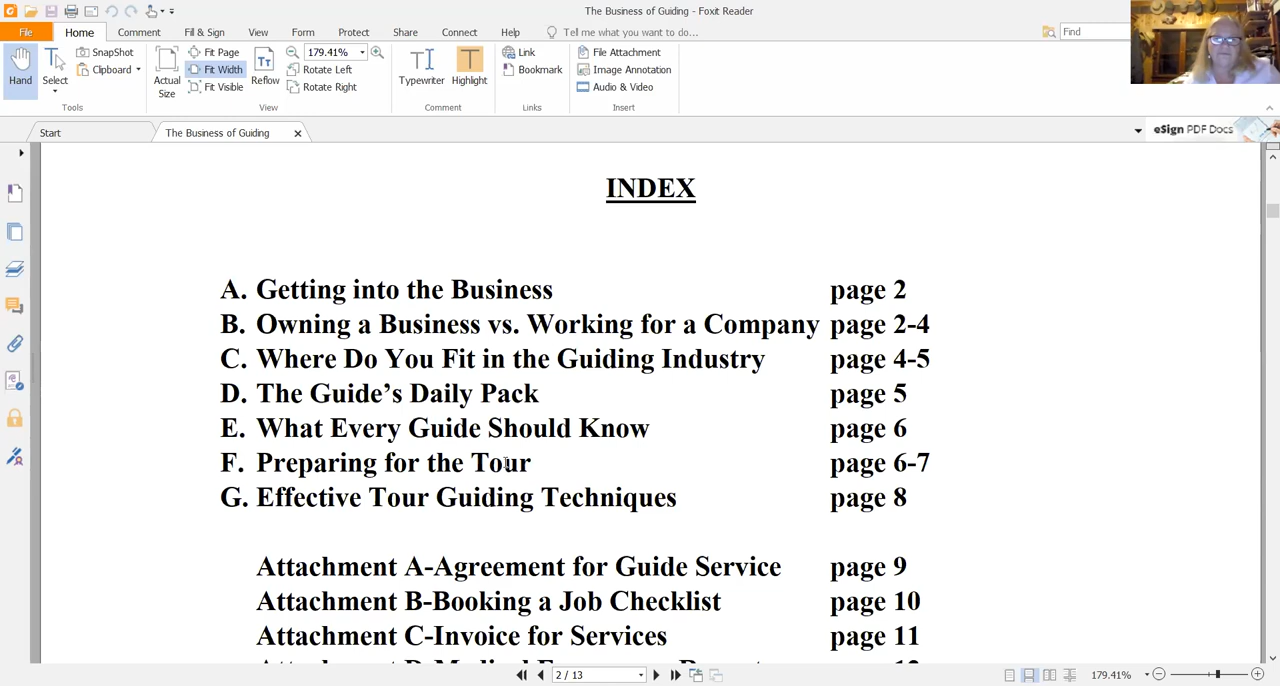 The Business of Guiding - Foxit Reader
File Home Comment Fill & Sign View Form Protect Share Connect Help Tell me what you want to do... Find
SnapShot Fit Page 179.41% Link File Attachment
Hand Select Clipboard Actual Size Fit Width Reflow Rotate Left Typewriter Highlight Bookmark Image Annotation
Fit Visible Rotate Right Audio & Video
Tools View Comment Links Insert
Start The Business of Guiding eSign PDF Docs
INDEX
A. Getting into the Business page 2
B. Owning a Business vs. Working for a Company page 2-4
C. Where Do You Fit in the Guiding Industry page 4-5
D. The Guide's Daily Pack page 5
E. What Every Guide Should Know page 6
F. Preparing for the Tour page 6-7
G. Effective Tour Guiding Techniques page 8
Attachment A-Agreement for Guide Service page 9
Attachment B-Booking a Job Checklist page 10
Attachment C-Invoice for Services page 11
2 / 13 179.41%